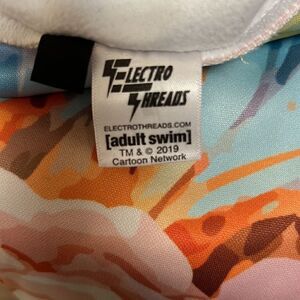 ELECTRO
THREADS
ELECTROTHREADS.COM
[adult swim]
TM & © 2019
Cartoon Network